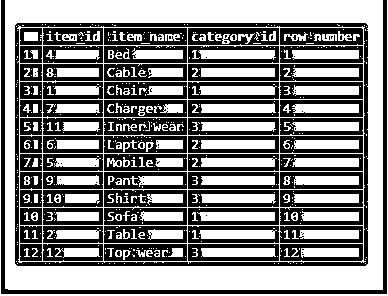 item_id item_name category_id row_number
1 4 Bed 1 1
2 8 Cable 2 2
3 1 Chair 1 3
4 7 Charger 2 4
5 11 Inner wear 3 5
6 6 Laptop 2 6
7 5 Mobile 2 7
8 9 Pant 3 8
9 10 Shirt 3 9
10 3 Sofa 1 10
11 2 Table 1 11
12 12 Top wear 3 12